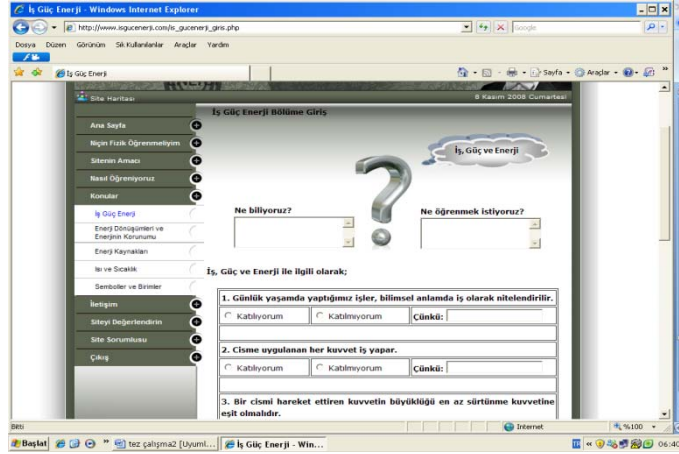 İş Güç Enerji - Windows Internet Explorer
http://www.isgucenerji.com/is_gucenerji_giris.php
Google
Dosya Düzen Görünüm Sık Kullanılanlar Araçlar Yardım
İş Güç Enerji
Sayfa Araçlar
Site Haritası
8 Kasım 2008 Cumartesi
Ana Sayfa
Niçin Fizik Öğrenmeliyim
Sitenin Amacı
Nasıl Öğreniyoruz
Konular
İş Güç Enerji
Enerji Dönüşümleri ve
Enerjinin Korunumu
Enerji Kaynakları
Isı ve Sıcaklık
Semboller ve Birimler
İletişim
Siteyi Değerlendirin
Site Sorumlusu
Çıkış
İş Güç Enerji Bölüme Giriş
İş, Güç ve Enerji
Ne biliyoruz?
Ne öğrenmek istiyoruz?
İş, Güç ve Enerji ile ilgili olarak;
1. Günlük yaşamda yaptığımız işler, bilimsel anlamda iş olarak nitelendirilir.
Katılıyorum Katılmıyorum Çünkü:
2. Cisme uygulanan her kuvvet iş yapar.
Katılıyorum Katılmıyorum Çünkü:
3. Bir cismi hareket ettiren kuvvetin büyüklüğü en az sürtünme kuvvetine
eşit olmalıdır.
Bitti
Internet
%100
Başlat
tez çalışma2 [Uyuml...
İş Güç Enerji - Win...
TR
06:40